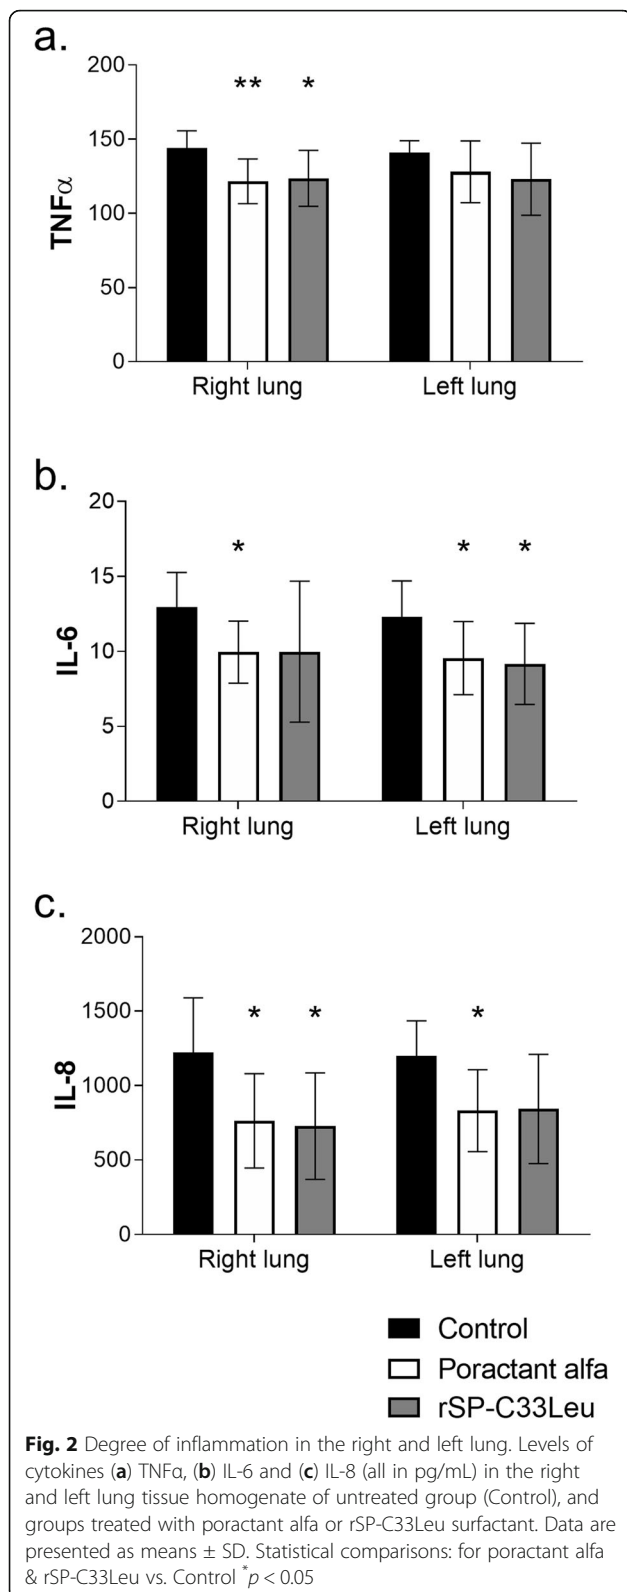 a.
200
150
100
50
0
TNFα
** *
Right lung Left lung
b.
20
15
10
5
0
IL-6
* * *
Right lung Left lung
c.
2000
1500
1000
500
0
IL-8
* * *
Right lung Left lung
Control
Poractant alfa
rSP-C33Leu
Fig. 2 Degree of inflammation in the right and left lung. Levels of
cytokines (a) TNFα, (b) IL-6 and (c) IL-8 (all in pg/mL) in the right
and left lung tissue homogenate of untreated group (Control), and
groups treated with poractant alfa or rSP-C33Leu surfactant. Data are
presented as means ± SD. Statistical comparisons: for poractant alfa
& rSP-C33Leu vs. Control *p < 0.05